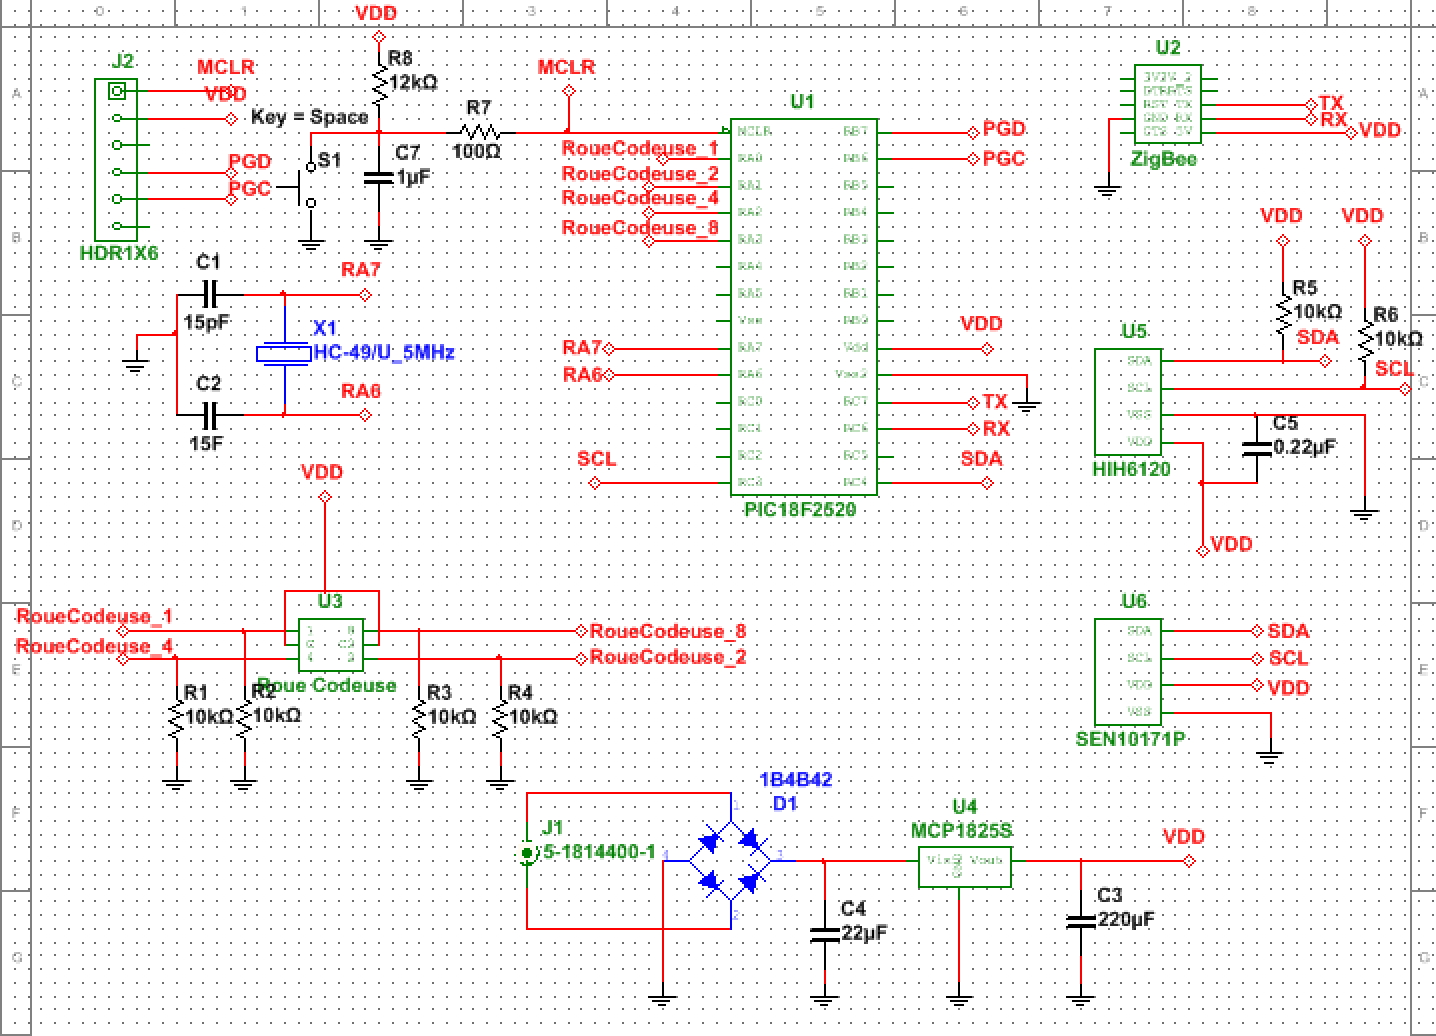 0 1 3 4 5 6 7 8
VDD
J2
MCLR
VDD
PGD
PGC
HDR1X6
R8
12kΩ
Key = Space
S1
C7
1µF
R7
100Ω
MCLR
RoueCodeuse_1
RoueCodeuse_2
RoueCodeuse_4
RoueCodeuse_8
U1
MCLR RB7
RA0 RB6
RA1 RB5
RA2 RB4
RA3 RB3
RA4 RB2
RA5 RB1
Vss RB0
RA7 Vdd
RA6
RC0 RC7
RC1 RC6
RC2 RC5
RC3 RC4
PIC18F2520
PGD
PGC
VDD
TX
RX
SDA
RA7
RA6
SCL
U2
ZigBee
TX
RX
VDD
C1
15pF
RA7
X1
HC-49/U_5MHz
C2
15F
RA6
VDD
VDD
R5
10kΩ
R6
10kΩ
SDA
SCL
U5
SDA
SCL
VSS
VDD
HIH6120
C5
0.22µF
VDD
VDD
U3
RoueCodeuse_1
RoueCodeuse_4
RoueCodeuse_8
RoueCodeuse_2
Roue Codeuse
R1
10kΩ
R2
10kΩ
R3
10kΩ
R4
10kΩ
U6
SDA
SCL
VDD
VSS
SEN10171P
SDA
SCL
VDD
1B4B42
D1
J1
5-1814400-1
1
2
3
4
C4
22µF
U4
MCP1825S
Vin Vout
VDD
C3
220µF
A
B
C
D
E
F
G
A
B
C
D
E
F
G